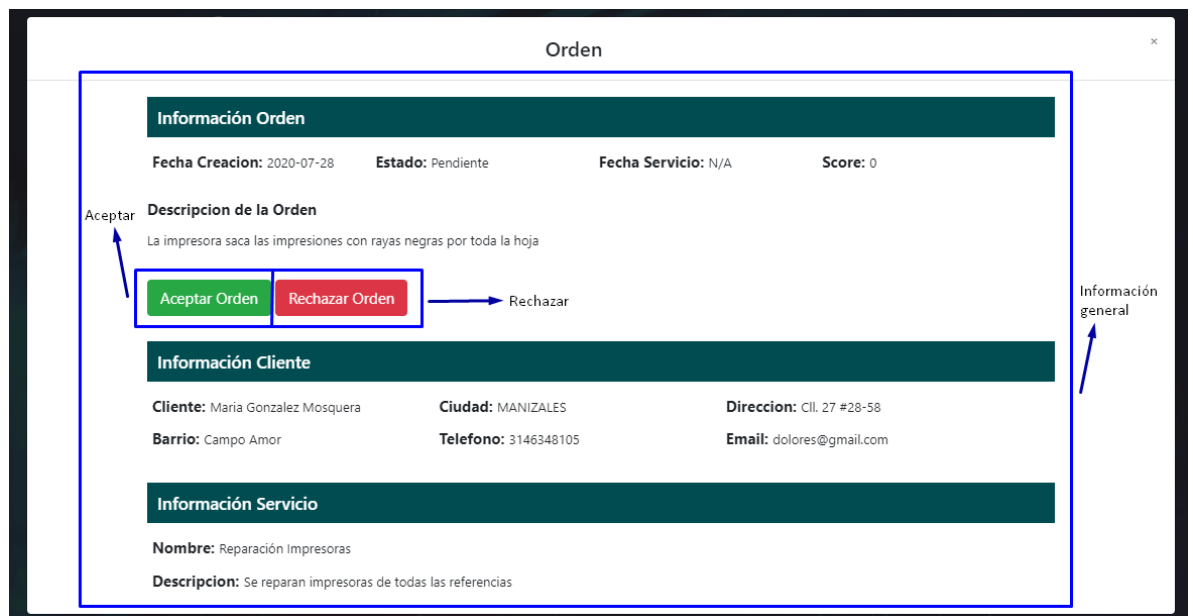 Orden
×
Información Orden
Fecha Creacion: 2020-07-28 Estado: Pendiente Fecha Servicio: N/A Score: 0
Aceptar
Descripcion de la Orden
La impresora saca las impresiones con rayas negras por toda la hoja
Aceptar Orden Rechazar Orden
Rechazar
Información
general
Información Cliente
Cliente: Maria Gonzalez Mosquera Ciudad: MANIZALES Direccion: Cll. 27 #28-58
Barrio: Campo Amor Telefono: 3146348105 Email: dolores@gmail.com
Información Servicio
Nombre: Reparación Impresoras
Descripcion: Se reparan impresoras de todas las referencias